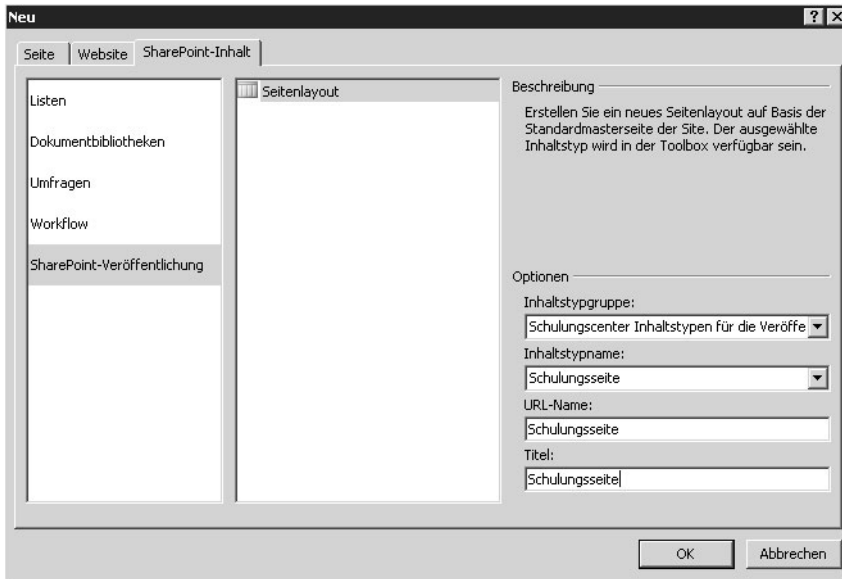 Neu
Seite
Website
SharePoint-Inhalt
Listen
Dokumentbibliotheken
Umfragen
Workflow
SharePoint-Veröffentlichung
Seitenlayout
Beschreibung
Erstellen Sie ein neues Seitenlayout auf Basis der
Standardmasterseite der Site. Der ausgewählte
Inhaltstyp wird in der Toolbox verfügbar sein.
Optionen
Inhaltstypgruppe:
Schulungscenter Inhaltstypen für die Veröffe
Inhaltstypname:
Schulungsseite
URL-Name:
Schulungsseite
Titel:
Schulungsseite
OK
Abbrechen